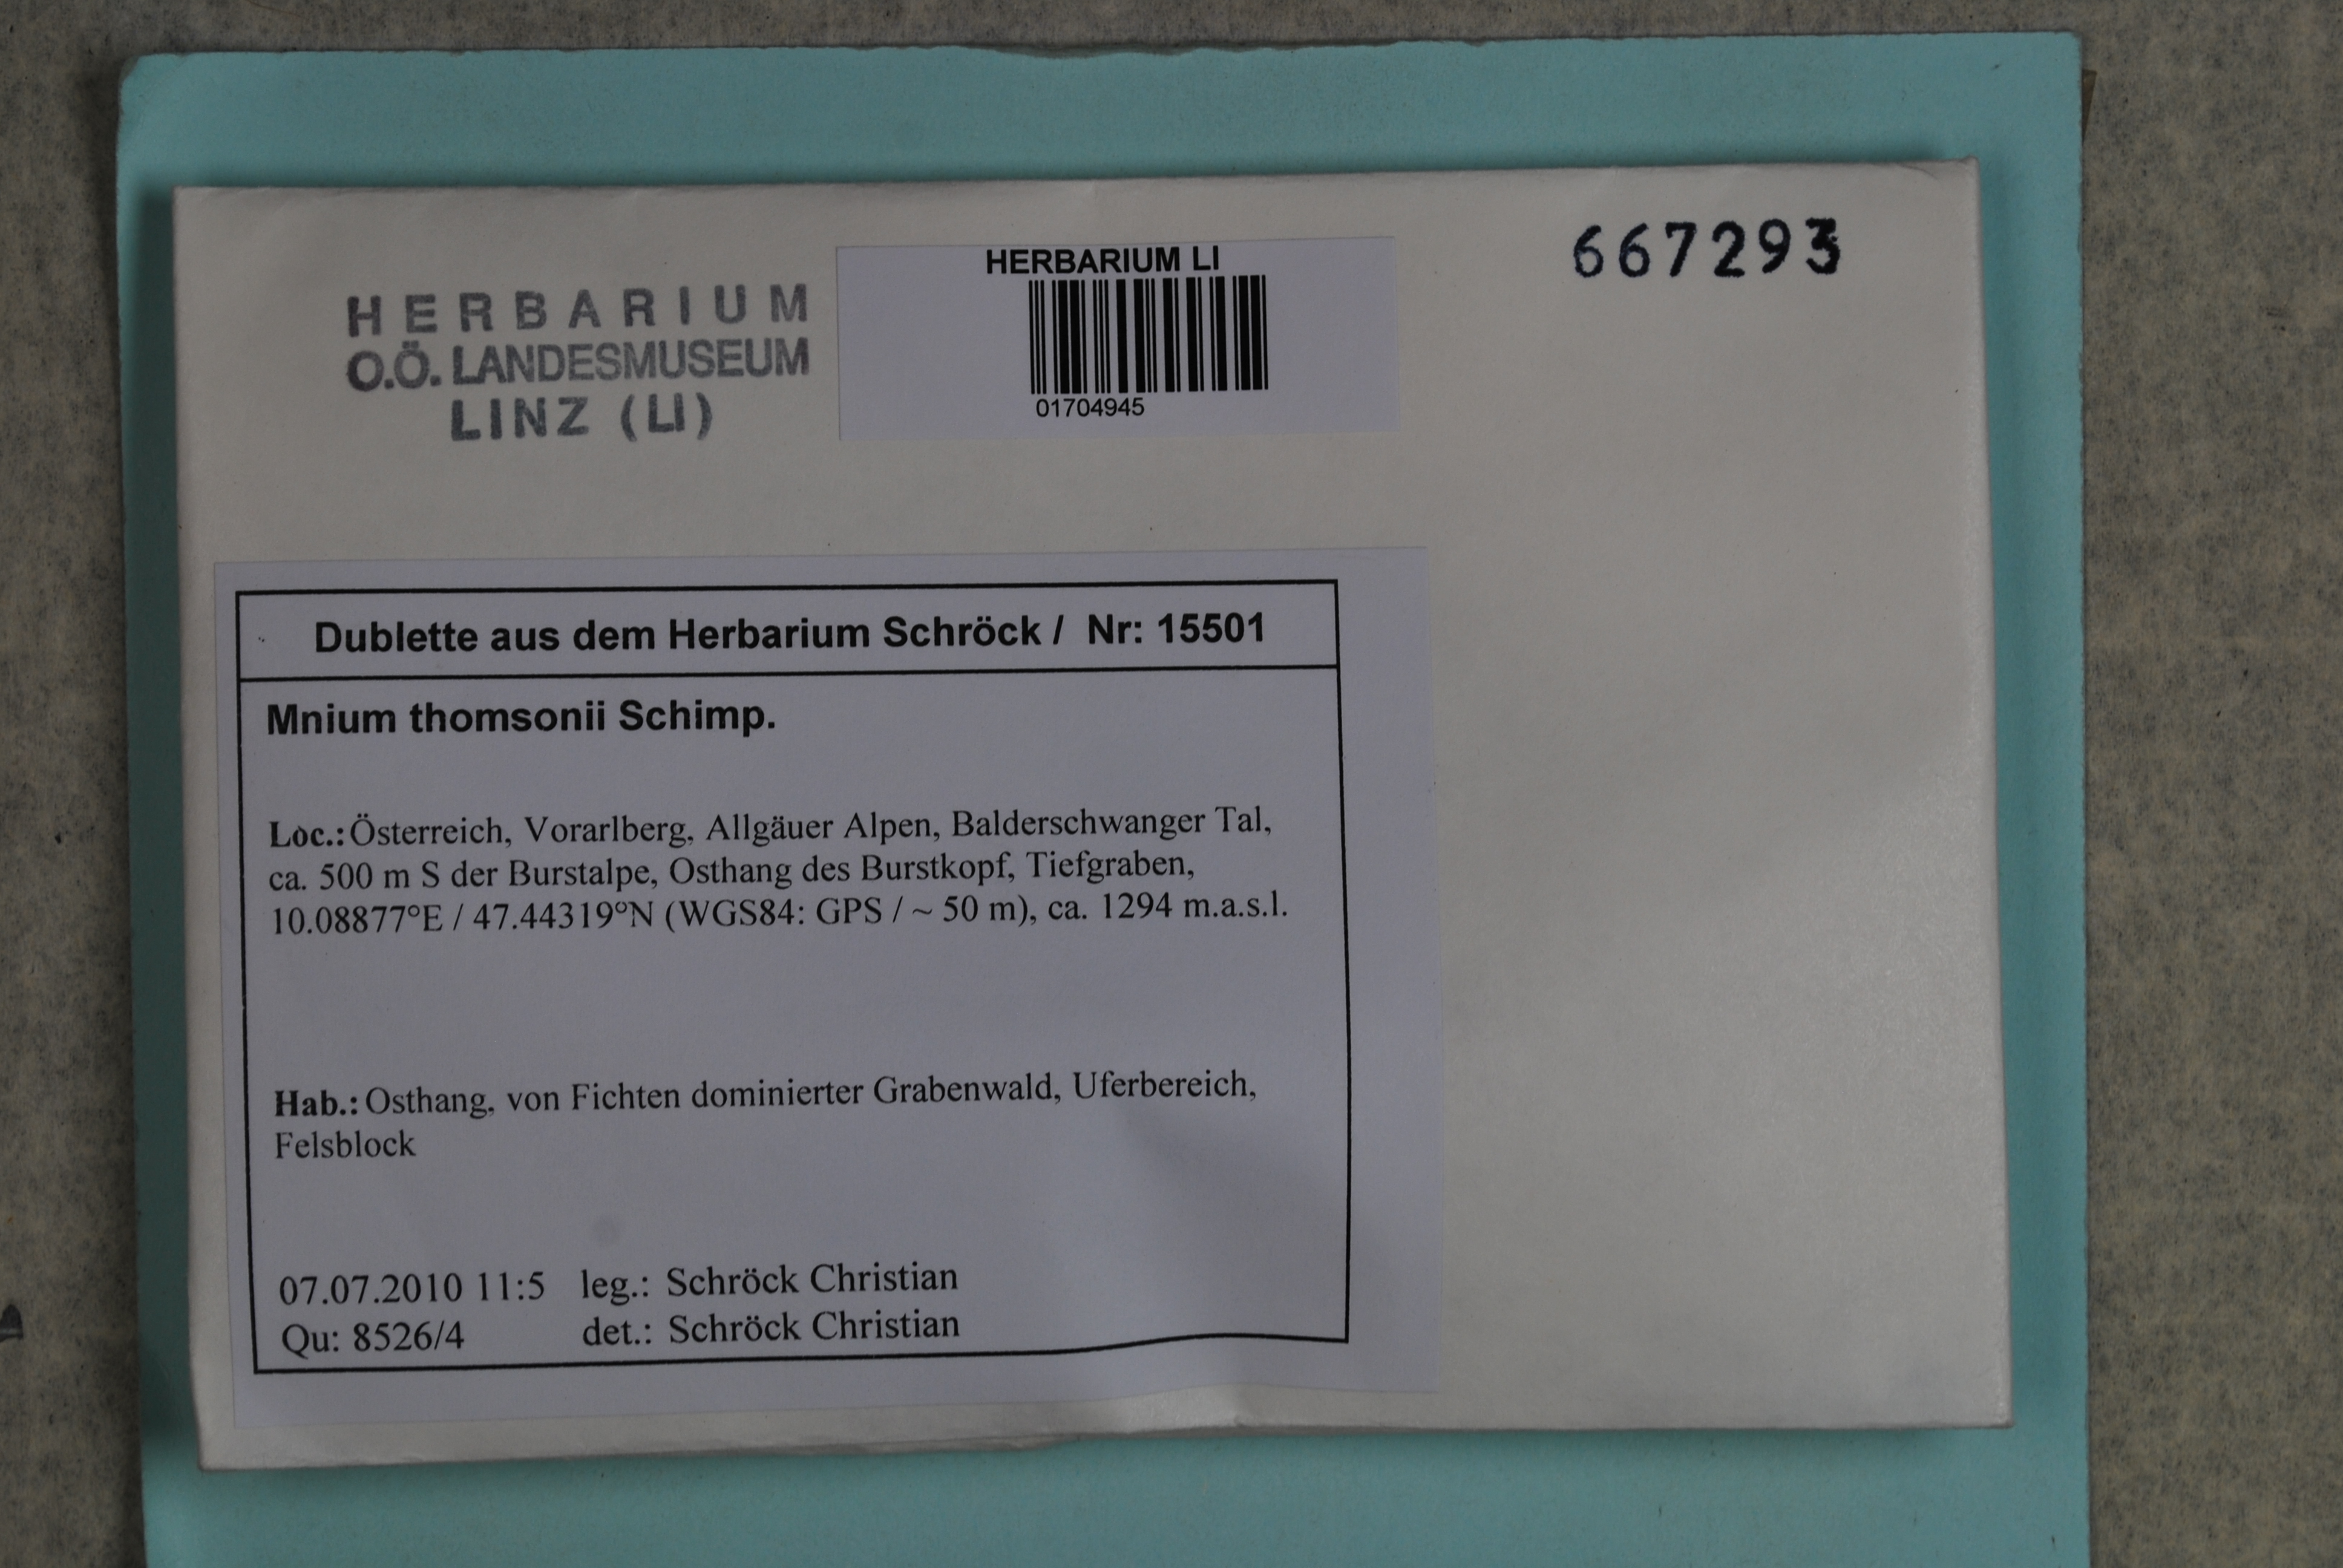 HERBARIUM
O.Ö. LANDESMUSEUM
LINZ (LI)
HERBARIUM LI
01704945
667293
Dublette aus dem Herbarium Schröck / Nr: 15501
Mnium thomsonii Schimp.
Loc.: Österreich, Vorarlberg, Allgäuer Alpen, Balderschwanger Tal,
ca. 500 m S der Burstalpe, Osthang des Burstkopf, Tiefgraben,
10.08877°E / 47.44319°N (WGS84: GPS / ~ 50 m), ca. 1294 m.a.s.l.
Hab.: Osthang, von Fichten dominierter Grabenwald, Uferbereich,
Felsblock
07.07.2010 11:5 leg.: Schröck Christian
Qu: 8526/4 det.: Schröck Christian